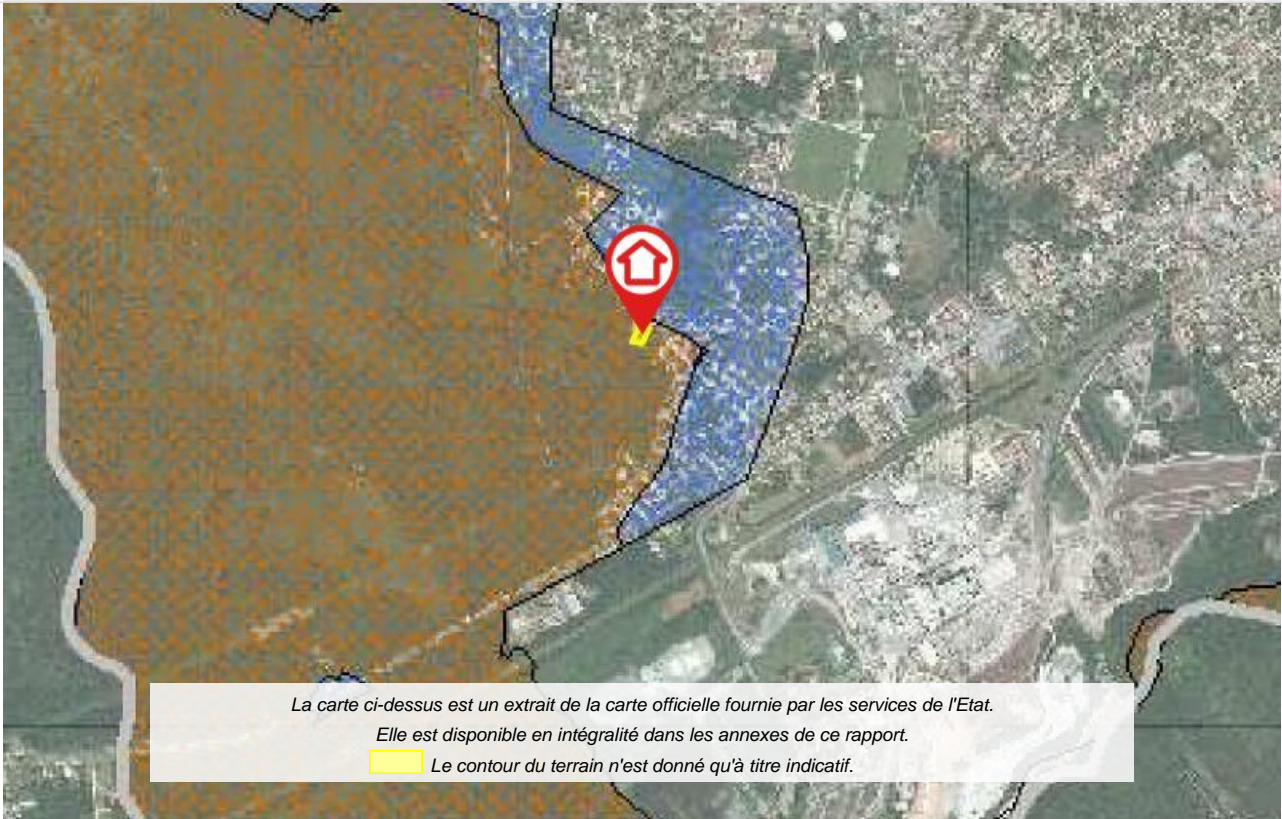 La carte ci-dessus est un extrait de la carte officielle fournie par les services de l'Etat.
Elle est disponible en intégralité dans les annexes de ce rapport.
Le contour du terrain n'est donné qu'à titre indicatif.